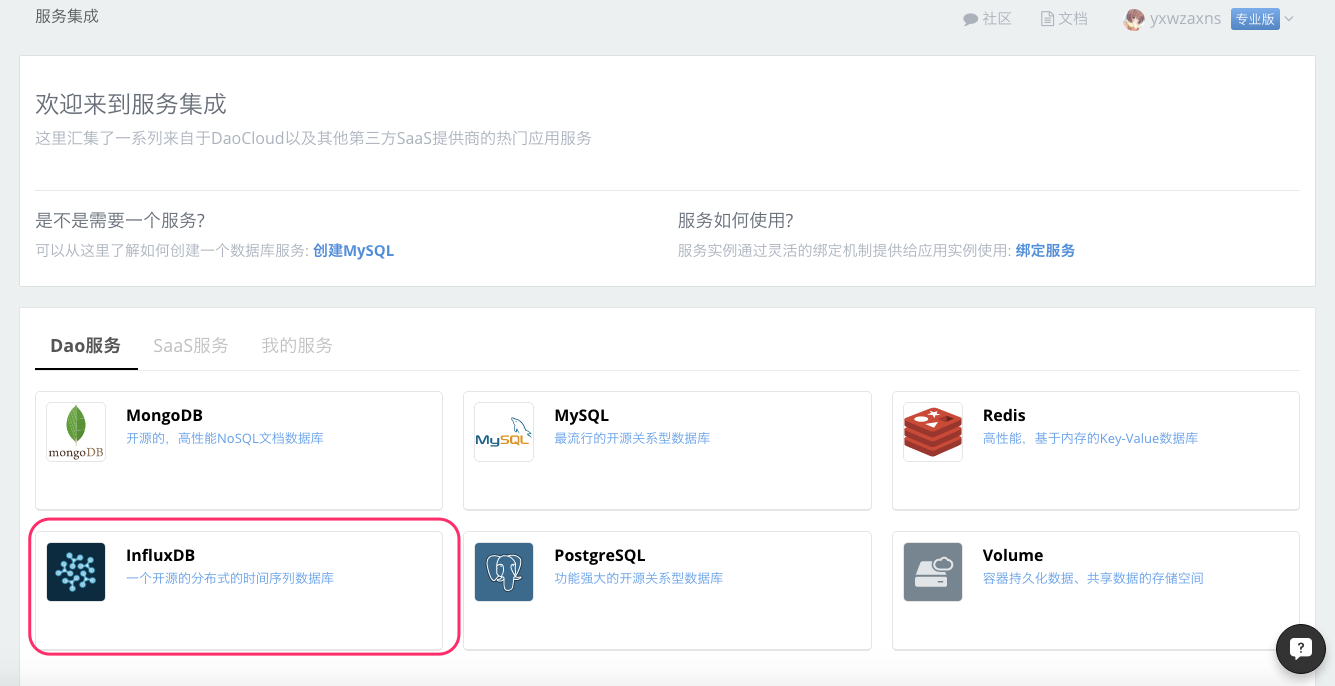 服务集成
社区 文档 yxwzaxns 专业版
欢迎来到服务集成
这里汇集了一系列来自于DaoCloud以及其他第三方SaaS提供商的热门应用服务
是不是需要一个服务?
可以从这里了解如何创建一个数据库服务: 创建MySQL
服务如何使用?
服务实例通过灵活的绑定机制提供给应用实例使用: 绑定服务
Dao服务 SaaS服务 我的服务
mongoDB
MongoDB
开源的，高性能NoSQL文档数据库
MySQL
MySQL
最流行的开源关系型数据库
Redis
高性能，基于内存的Key-Value数据库
InfluxDB
一个开源的分布式的时间序列数据库
PostgreSQL
功能强大的开源关系型数据库
Volume
容器持久化数据、共享数据的存储空间
?